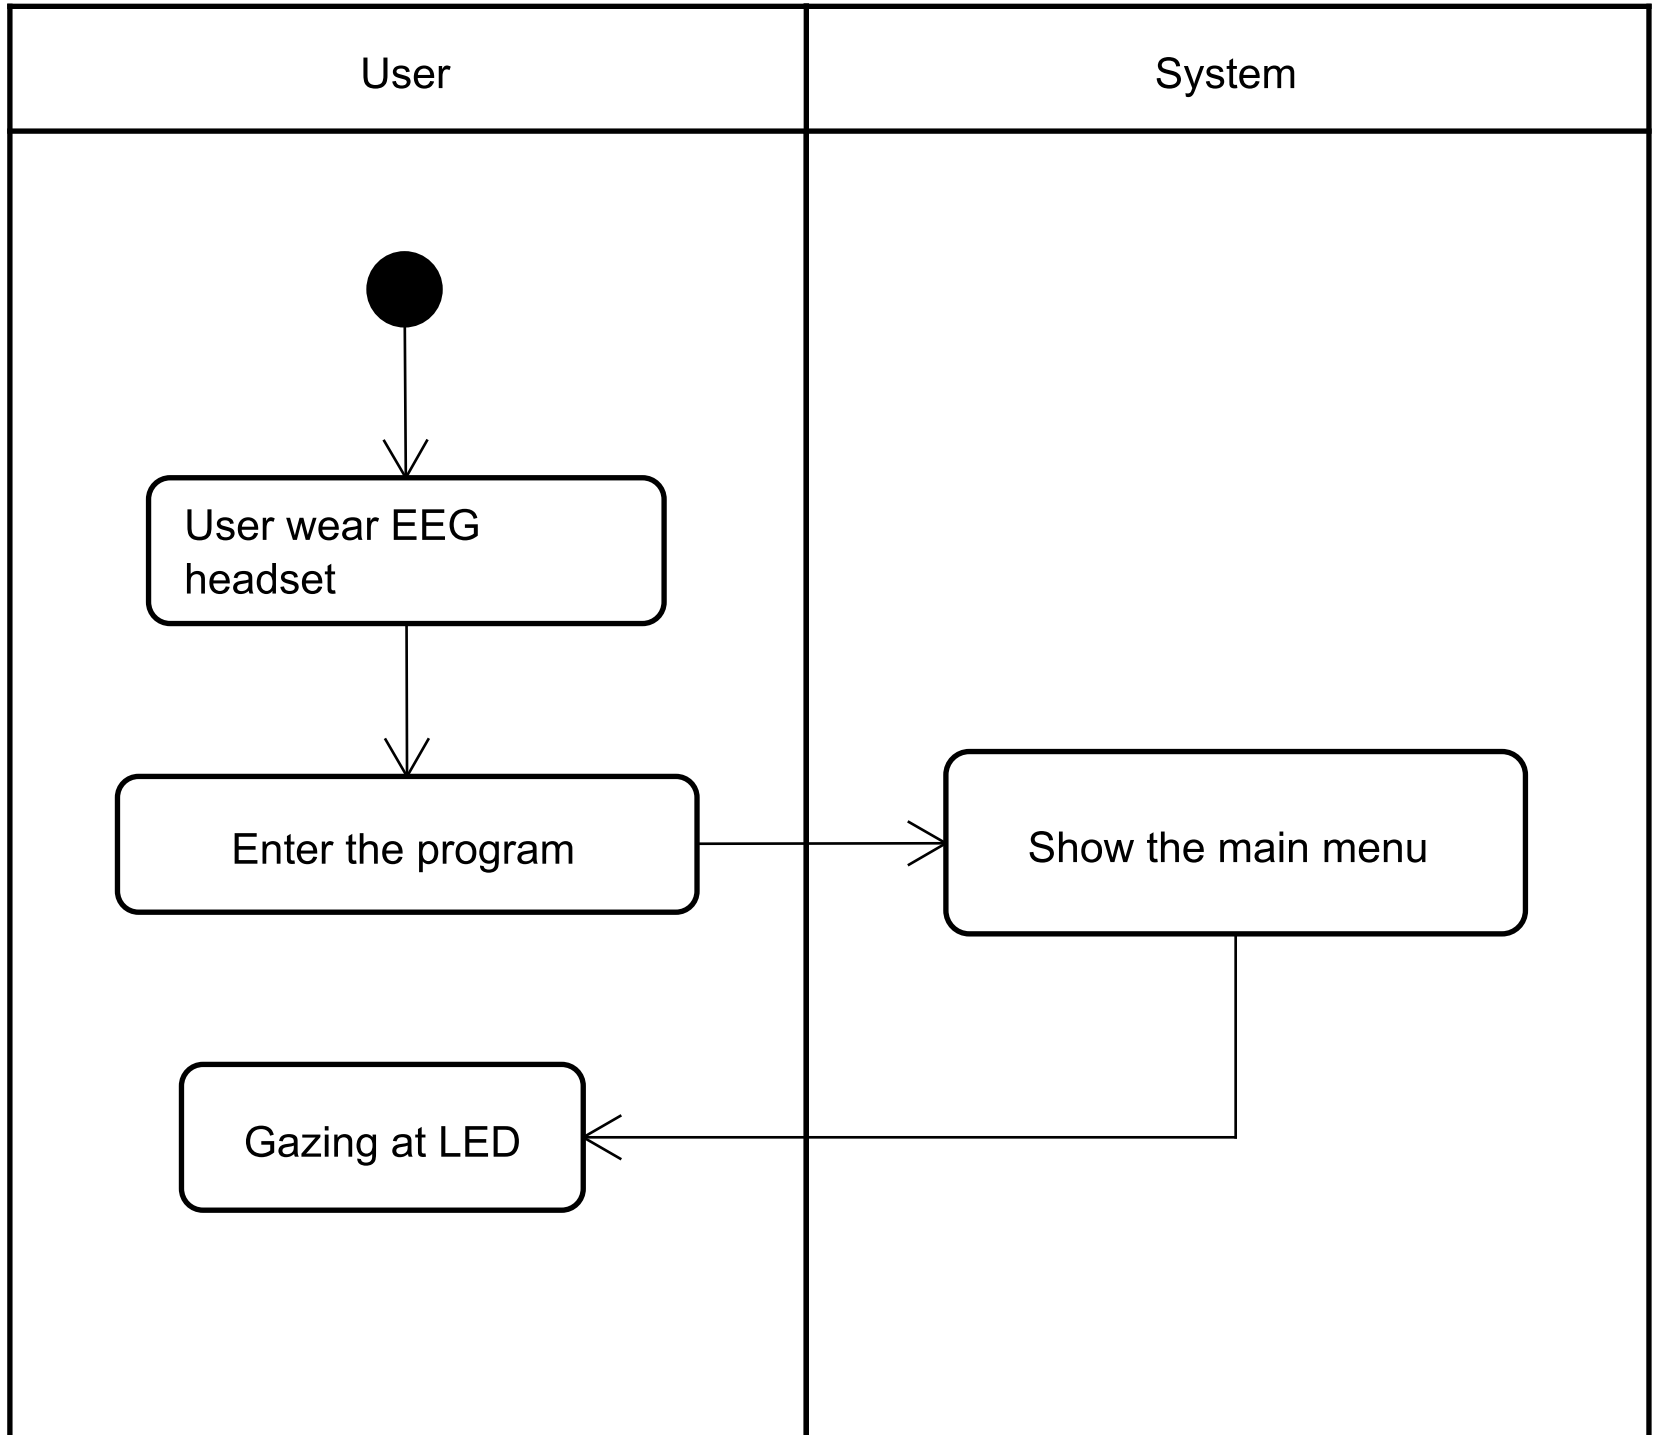 User
System
User wear EEG
headset
Enter the program
Show the main menu
Gazing at LED